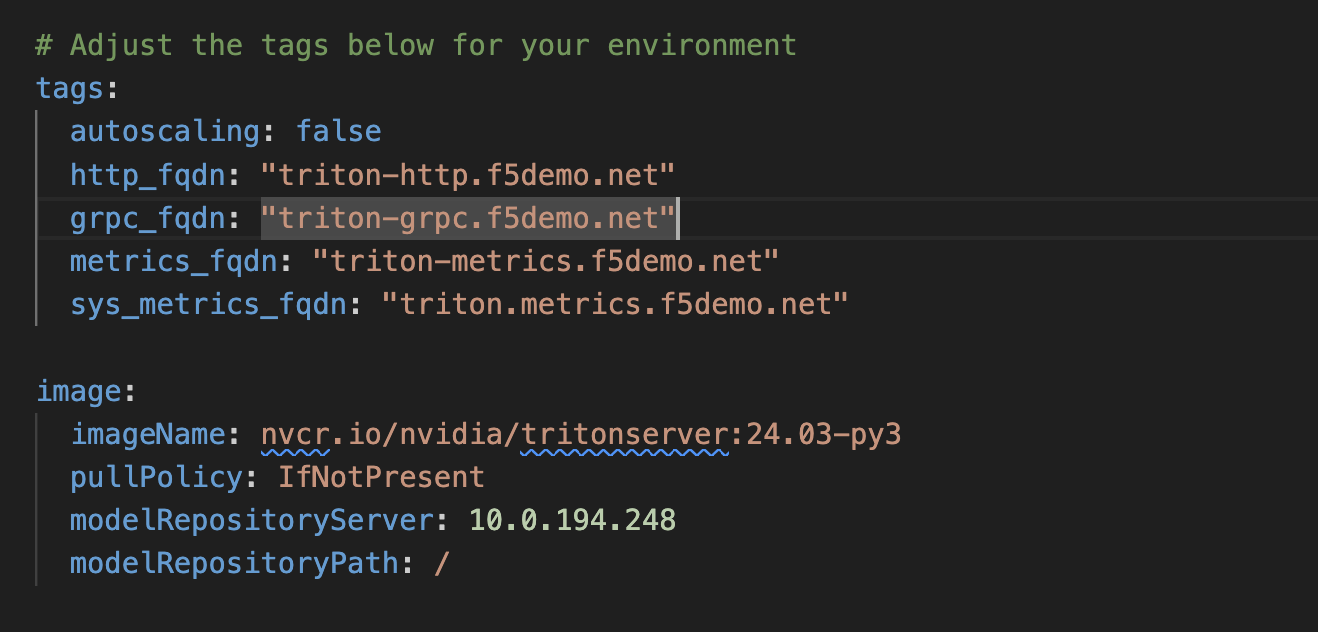 # Adjust the tags below for your environment
tags:
  autoscaling: false
  http_fqdn: "triton-http.f5demo.net"
  grpc_fqdn: "triton-grpc.f5demo.net"
  metrics_fqdn: "triton-metrics.f5demo.net"
  sys_metrics_fqdn: "triton.metrics.f5demo.net"
image:
  imageName: nvcr.io/nvidia/tritonserver:24.03-py3
  pullPolicy: IfNotPresent
  modelRepositoryServer: 10.0.194.248
  modelRepositoryPath: /